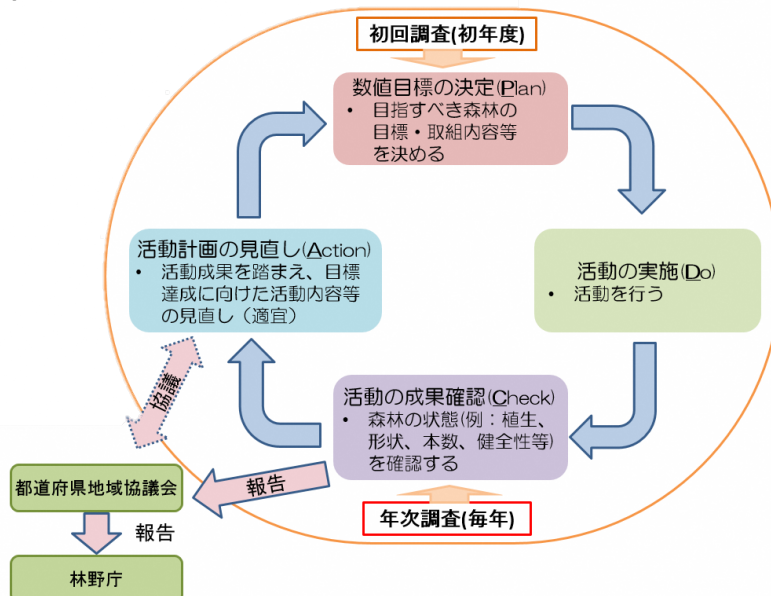 初回調査(初年度)
数値目標の決定(Plan)
• 目指すべき森林の
目標・取組内容等
を決める
活動の実施(Do)
• 活動を行う
活動の成果確認(Check)
• 森林の状態(例：植生、
形状、本数、健全性等)
を確認する
年次調査(毎年)
活動計画の見直し(Action)
• 活動成果を踏まえ、目標
達成に向けた活動内容等
の見直し（適宜）
協議
報告
都道府県地域協議会
報告
林野庁